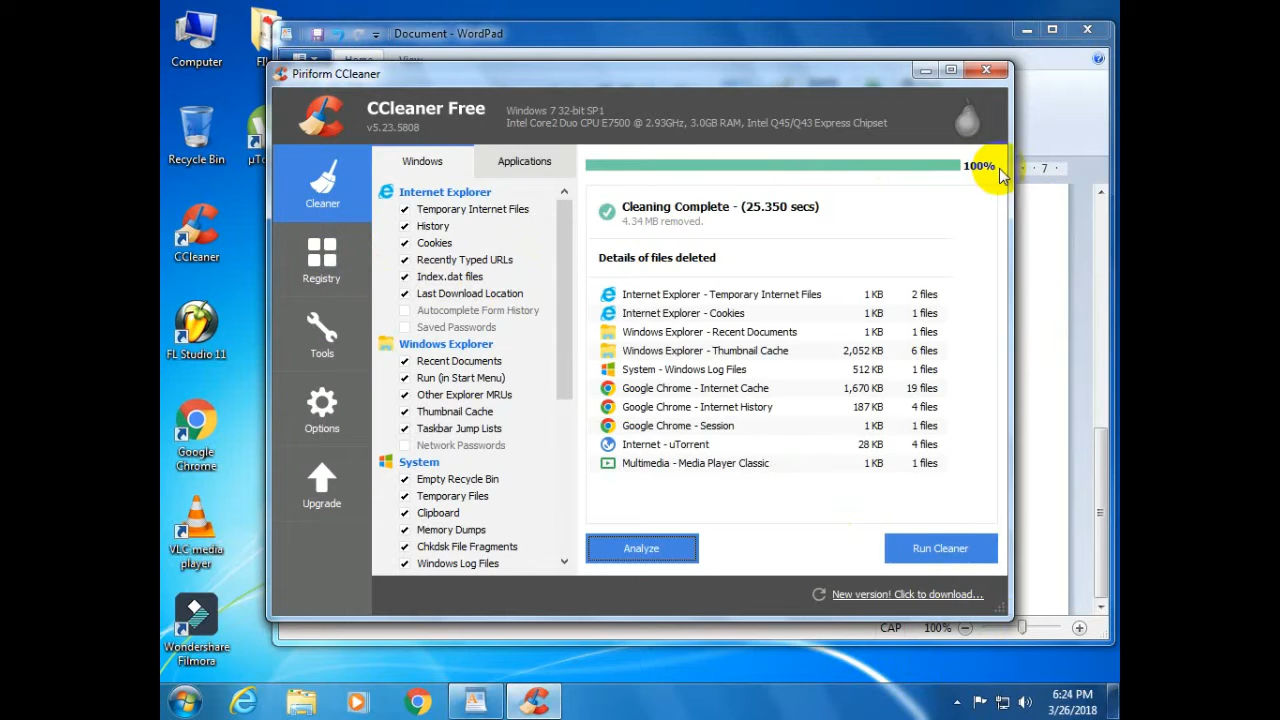 Computer
FI
Recycle Bin
µTo
CCleaner
FL Studio 11
Google
Chrome
VLC media
player
Wondershare
Filmora
Document - WordPad
Home
View
Piriform CCleaner
CCleaner Free
v5.23.5808
Windows 7 32-bit SP1
Intel Core2 Duo CPU E7500 @ 2.93GHz, 3.0GB RAM, Intel Q45/Q43 Express Chipset
Cleaner
Registry
Tools
Options
Upgrade
Windows
Applications
Internet Explorer
Temporary Internet Files
History
Cookies
Recently Typed URLs
Index.dat files
Last Download Location
Autocomplete Form History
Saved Passwords
Windows Explorer
Recent Documents
Run (in Start Menu)
Other Explorer MRUs
Thumbnail Cache
Taskbar Jump Lists
Network Passwords
System
Empty Recycle Bin
Temporary Files
Clipboard
Memory Dumps
Chkdsk File Fragments
Windows Log Files
100%
Cleaning Complete - (25.350 secs)
4.34 MB removed.
Details of files deleted
Internet Explorer - Temporary Internet Files 1 KB 2 files
Internet Explorer - Cookies 1 KB 1 files
Windows Explorer - Recent Documents 1 KB 1 files
Windows Explorer - Thumbnail Cache 2,052 KB 6 files
System - Windows Log Files 512 KB 1 files
Google Chrome - Internet Cache 1,670 KB 19 files
Google Chrome - Internet History 187 KB 4 files
Google Chrome - Session 1 KB 1 files
Internet - uTorrent 28 KB 4 files
Multimedia - Media Player Classic 1 KB 1 files
Analyze
Run Cleaner
New version! Click to download...
· 7 ·
CAP 100%
6:24 PM
3/26/2018